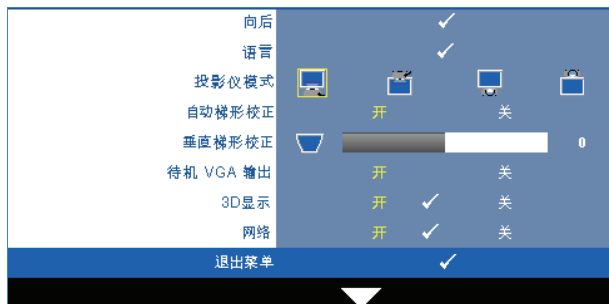 向后
语言
投影仪模式
自动梯形校正 开 关
垂直梯形校正 0
待机 VGA 输出 开 关
3D显示 开 关
网络 开 关
退出菜单